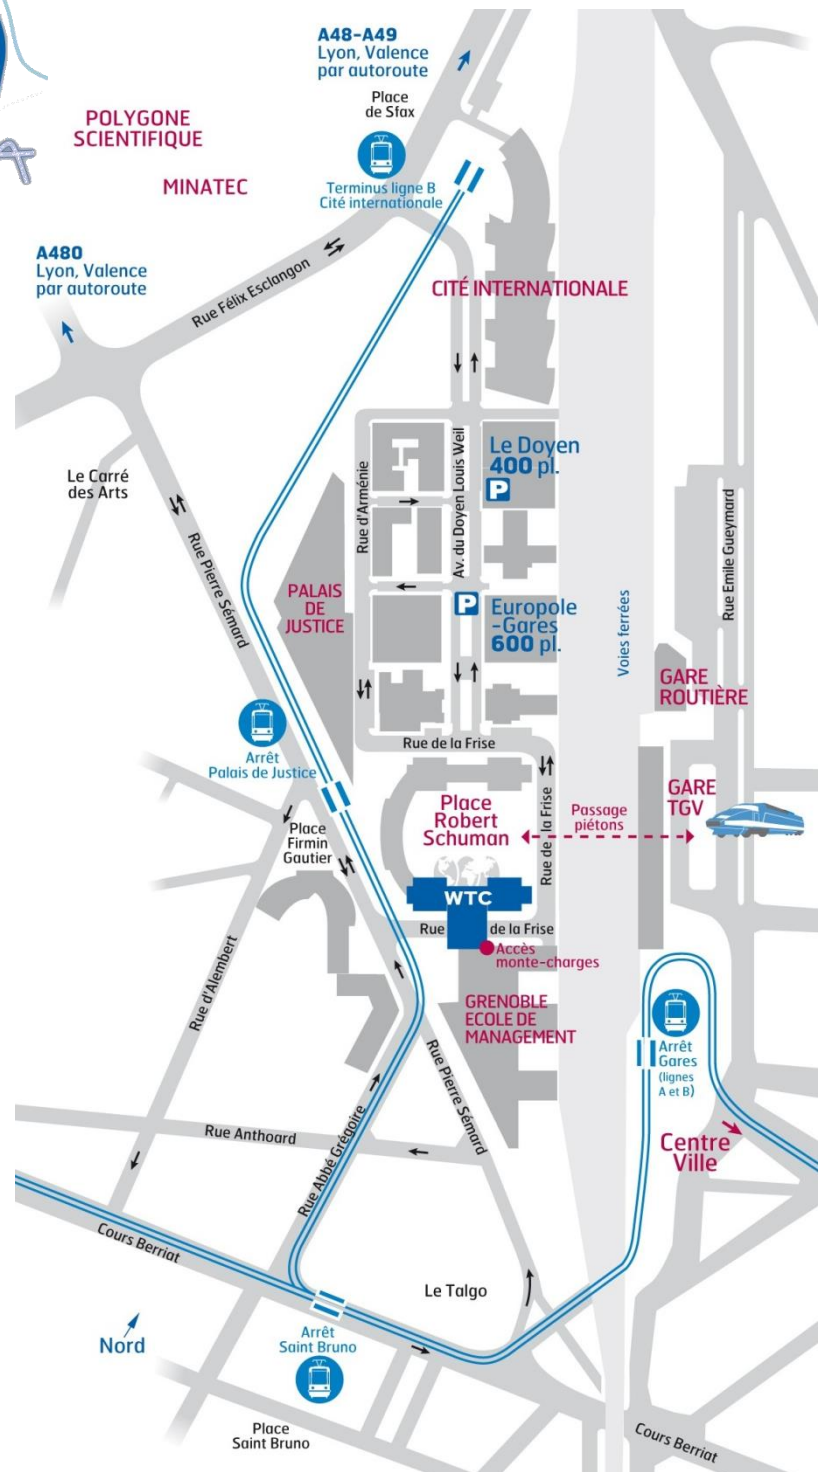 A48-A49
Lyon, Valence
par autoroute
Place
de Sfax
POLYGONE
SCIENTIFIQUE
MINATEC
Terminus ligne B
Cité internationale
A480
Lyon, Valence
par autoroute
Rue Félix Esclangon
CITÉ INTERNATIONALE
Le Carré
des Arts
Rue Pierre Sémard
Rue d'Arménie
Av. du Doyen Louis Weil
Le Doyen
400 pl.
P
Rue Emile Gueymard
PALAIS
DE
JUSTICE
P
Europole
-Gares
600 pl.
Voies ferrées
GARE
ROUTIÈRE
Arrêt
Palais de Justice
Rue de la Frise
Place
Robert
Schuman
Rue de la Frise
Passage
piétons
GARE
TGV
Place
Firmin
Gautier
WTC
Rue de la Frise
Accès
monte-charges
Rue d'Alembert
GRENOBLE
ECOLE DE
MANAGEMENT
Arrêt
Gares
(lignes
A et B)
Rue Pierre Sémard
Rue Anthoard
Rue Abbé Grégoire
Centre
Ville
Cours Berriat
Le Talgo
Nord
Arrêt
Saint Bruno
Place
Saint Bruno
Cours Berriat